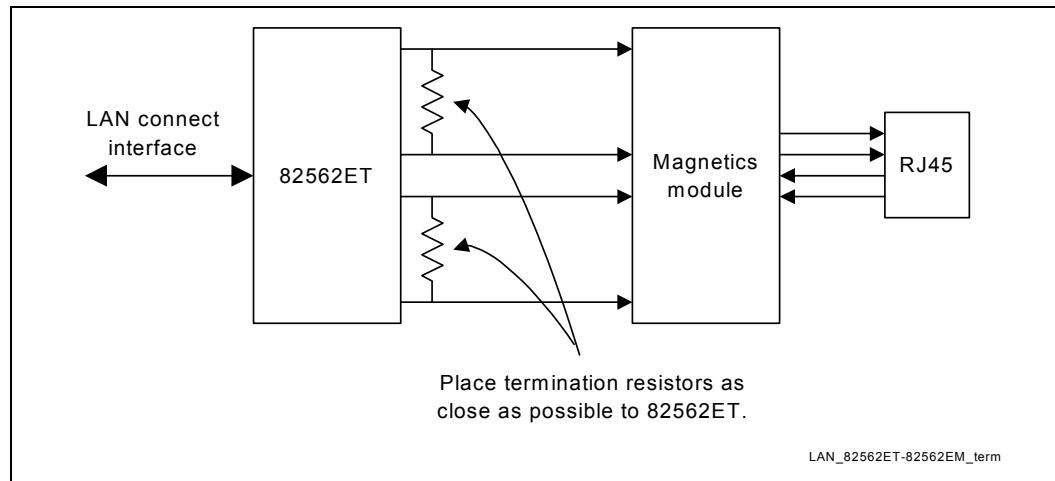 LAN connect
interface
82562ET
Magnetics
module
RJ45
Place termination resistors as
close as possible to 82562ET.
LAN_82562ET-82562EM_term